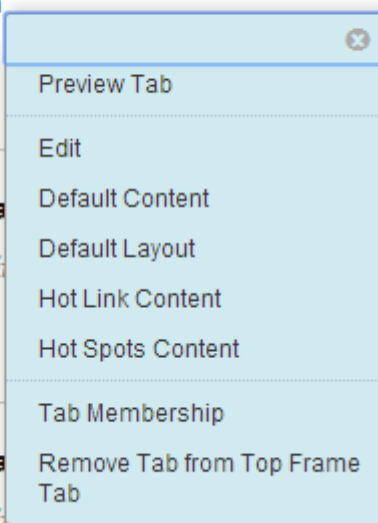 Preview Tab
Edit
Default Content
Default Layout
Hot Link Content
Hot Spots Content
Tab Membership
Remove Tab from Top Frame
Tab